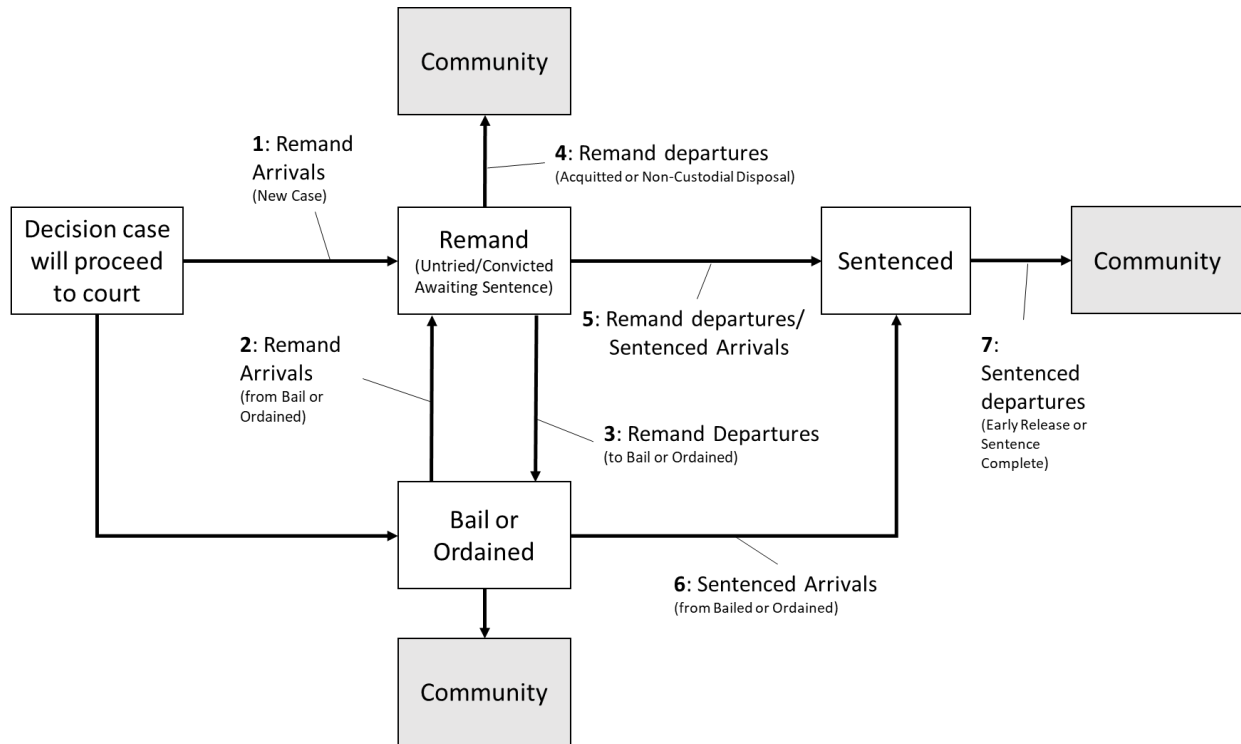 Community
1: Remand
Arrivals
(New Case)
4: Remand departures
(Acquitted or Non-Custodial Disposal)
Decision case
will proceed
to court
Remand
(Untried/Convicted
Awaiting Sentence)
Sentenced
Community
5: Remand departures/
Sentenced Arrivals
2: Remand
Arrivals
(from Bail or
Ordained)
7:
Sentenced
departures
(Early Release or
Sentence
Complete)
3: Remand Departures
(to Bail or Ordained)
Bail or
Ordained
6: Sentenced Arrivals
(from Bailed or Ordained)
Community